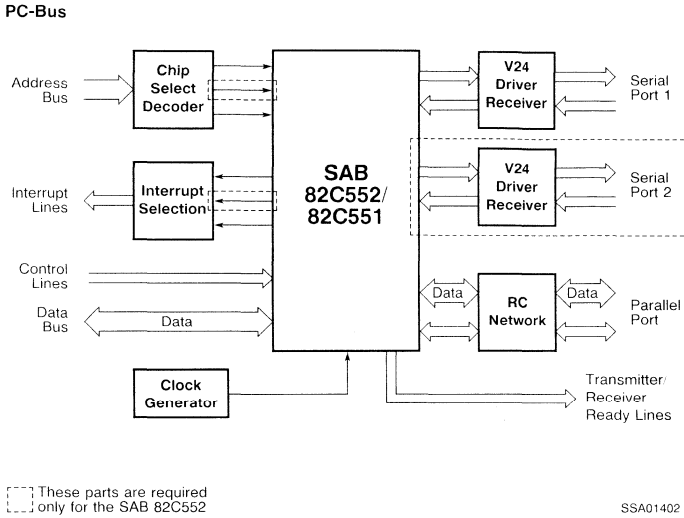 PC-Bus
Address
Bus
Chip
Select
Decoder
V24
Driver
Receiver
Serial
Port 1
Interrupt
Lines
Interrupt
Selection
SAB
82C552/
82C551
V24
Driver
Receiver
Serial
Port 2
Control
Lines
Data
Bus
Data
Data
RC
Network
Data
Parallel
Port
Clock
Generator
Transmitter/
Receiver
Ready Lines
These parts are required
only for the SAB 82C552
SSA01402